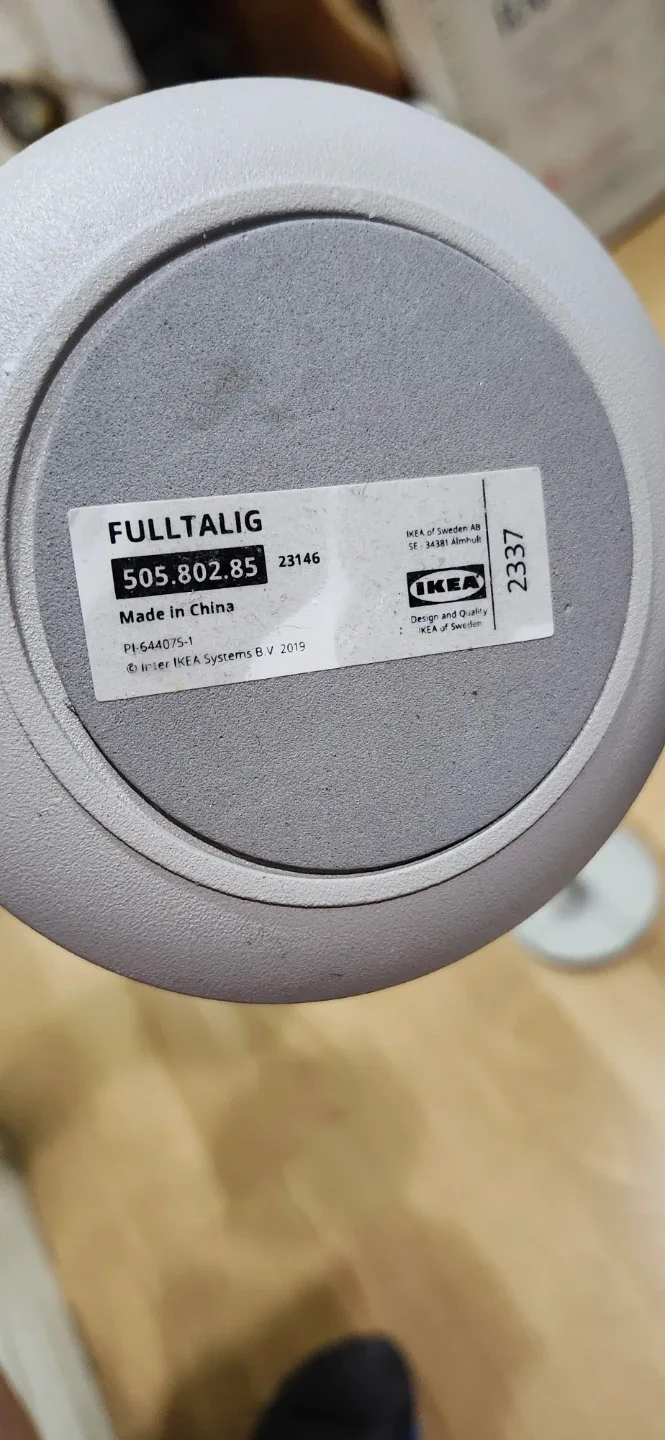 FULLTALIG
505.802.85 23146
Made in China
PI-644075-1
© Inter IKEA Systems B.V. 2019
IKEA of Sweden AB
SE - 34381 Älmhult
IKEA
Design and Quality
IKEA of Sweden
2337